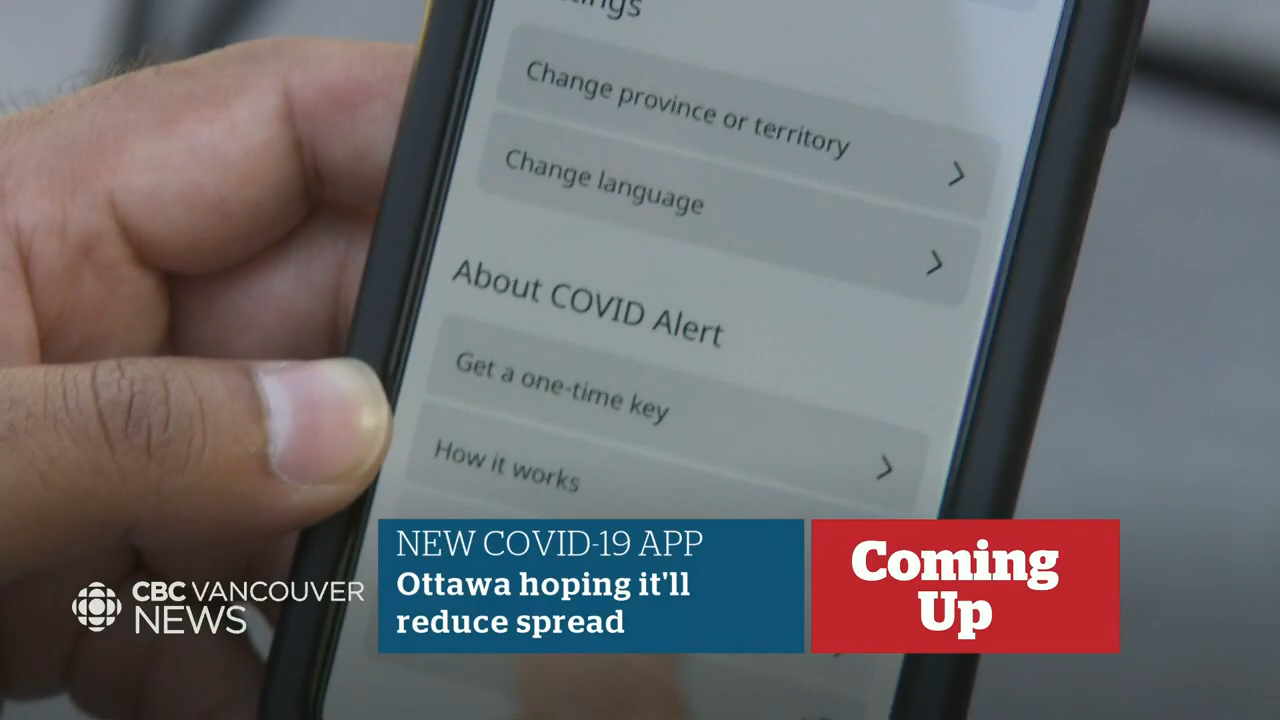 Change province or territory
Change language
About COVID Alert
Get a one-time key
How it works
NEW COVID-19 APP
Ottawa hoping it'll
reduce spread
Coming
Up
CBC VANCOUVER
NEWS